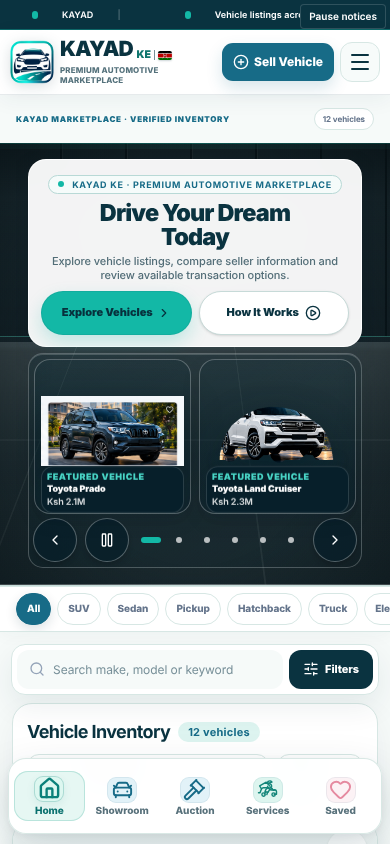 KAYAD
Vehicle listings acr
Pause notices
KAYAD KE
PREMIUM AUTOMOTIVE
MARKETPLACE
Sell Vehicle
KAYAD MARKETPLACE · VERIFIED INVENTORY
12 vehicles
KAYAD KE · PREMIUM AUTOMOTIVE MARKETPLACE
Drive Your Dream
Today
Explore vehicle listings, compare seller information and
review available transaction options.
Explore Vehicles
How It Works
FEATURED VEHICLE
Toyota Prado
Ksh 2.1M
FEATURED VEHICLE
Toyota Land Cruiser
Ksh 2.3M
All
SUV
Sedan
Pickup
Hatchback
Truck
Ele
Search make, model or keyword
Filters
Vehicle Inventory
12 vehicles
Home
Showroom
Auction
Services
Saved